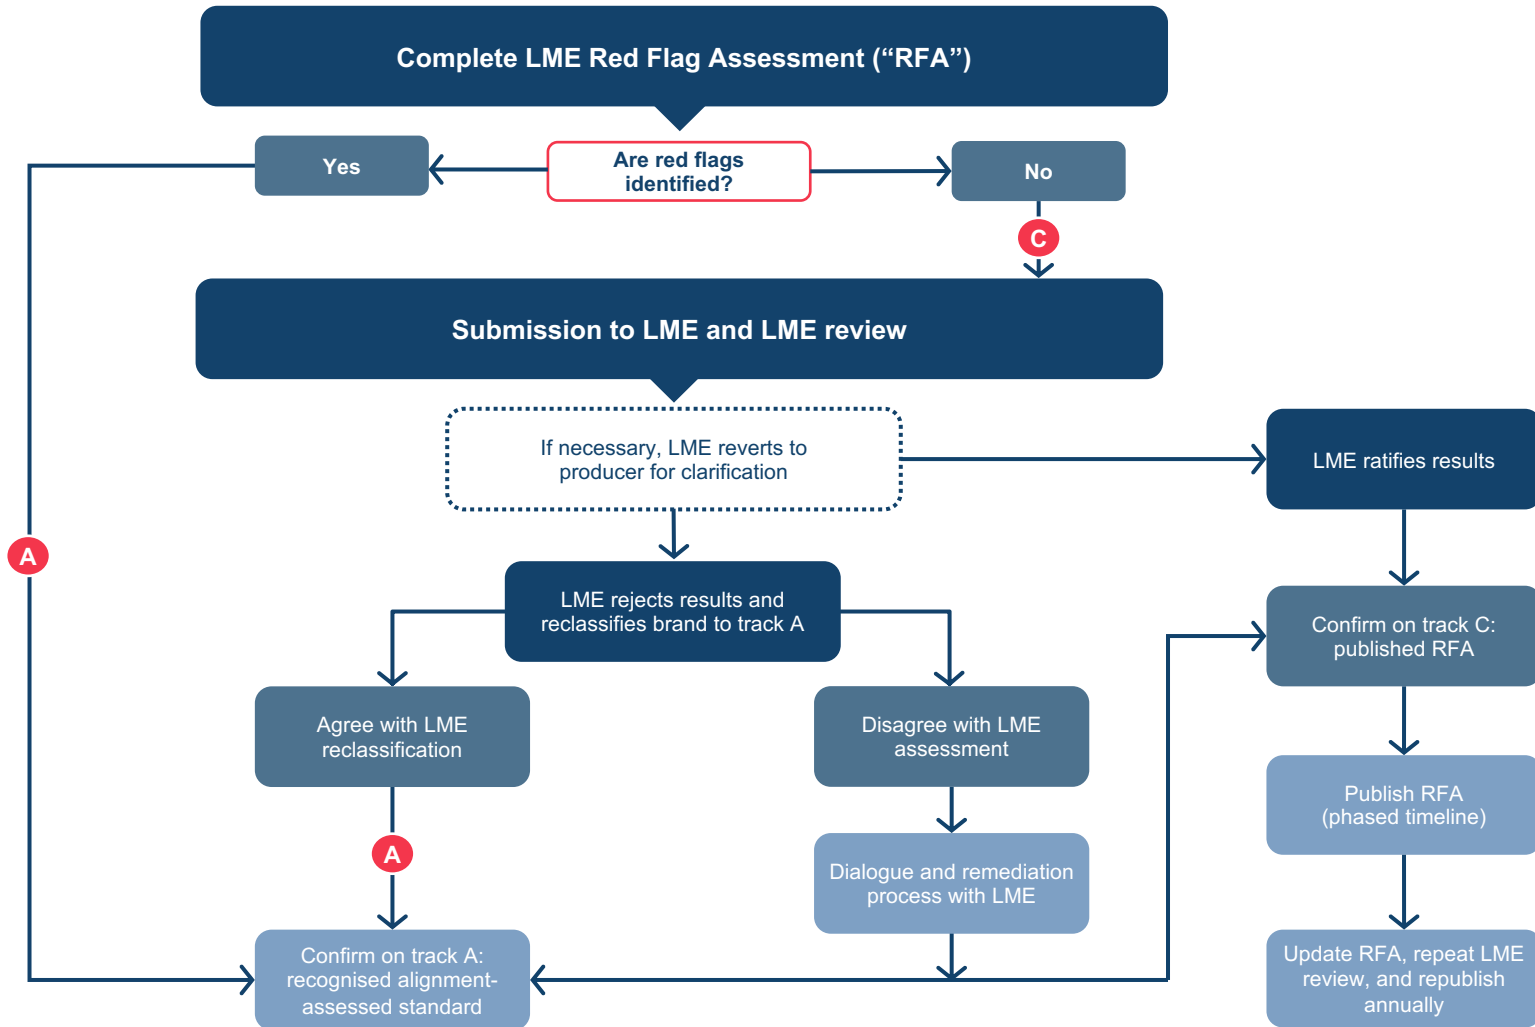 Complete LME Red Flag Assessment (“RFA”)
Yes
Are red flags
identified?
No
C
Submission to LME and LME review
If necessary, LME reverts to
producer for clarification
LME ratifies results
A
LME rejects results and
reclassifies brand to track A
Confirm on track C:
published RFA
Agree with LME
reclassification
Disagree with LME
assessment
Publish RFA
(phased timeline)
A
Dialogue and remediation
process with LME
Confirm on track A:
recognised alignment-
assessed standard
Update RFA, repeat LME
review, and republish
annually